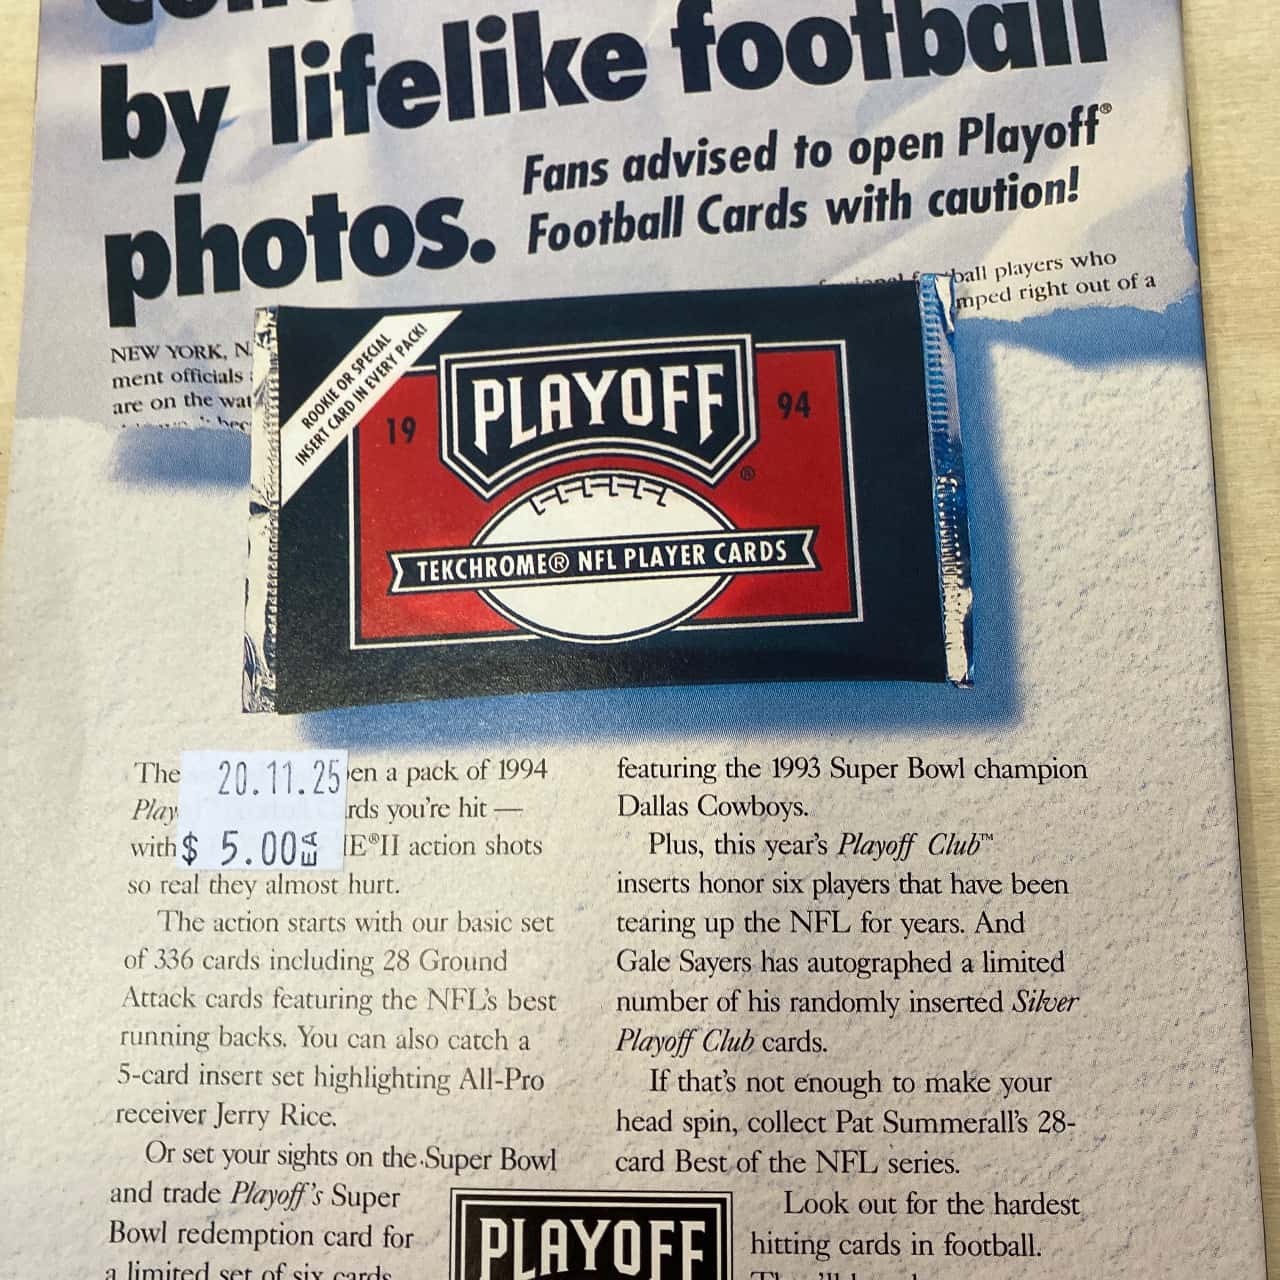 by lifelike football
photos.
Fans advised to open Playoff®
Football Cards with caution!
ball players who
mped right out of a
NEW YORK, N.
ment officials
are on the wat
ROOKIE OR SPECIAL
INSERT CARD IN EVERY PACK!
19 PLAYOFF 94
®
TEKCHROME® NFL PLAYER CARDS
20.11.25
$ 5.00EA
The en a pack of 1994
Play rds you're hit —
with E®II action shots
so real they almost hurt.
The action starts with our basic set
of 336 cards including 28 Ground
Attack cards featuring the NFL's best
running backs. You can also catch a
5-card insert set highlighting All-Pro
receiver Jerry Rice.
Or set your sights on the Super Bowl
and trade Playoff's Super
Bowl redemption card for
a limited set of six cards
featuring the 1993 Super Bowl champion
Dallas Cowboys.
Plus, this year's Playoff Club™
inserts honor six players that have been
tearing up the NFL for years. And
Gale Sayers has autographed a limited
number of his randomly inserted Silver
Playoff Club cards.
If that's not enough to make your
head spin, collect Pat Summerall's 28-
card Best of the NFL series.
Look out for the hardest
hitting cards in football.
PLAYOFF